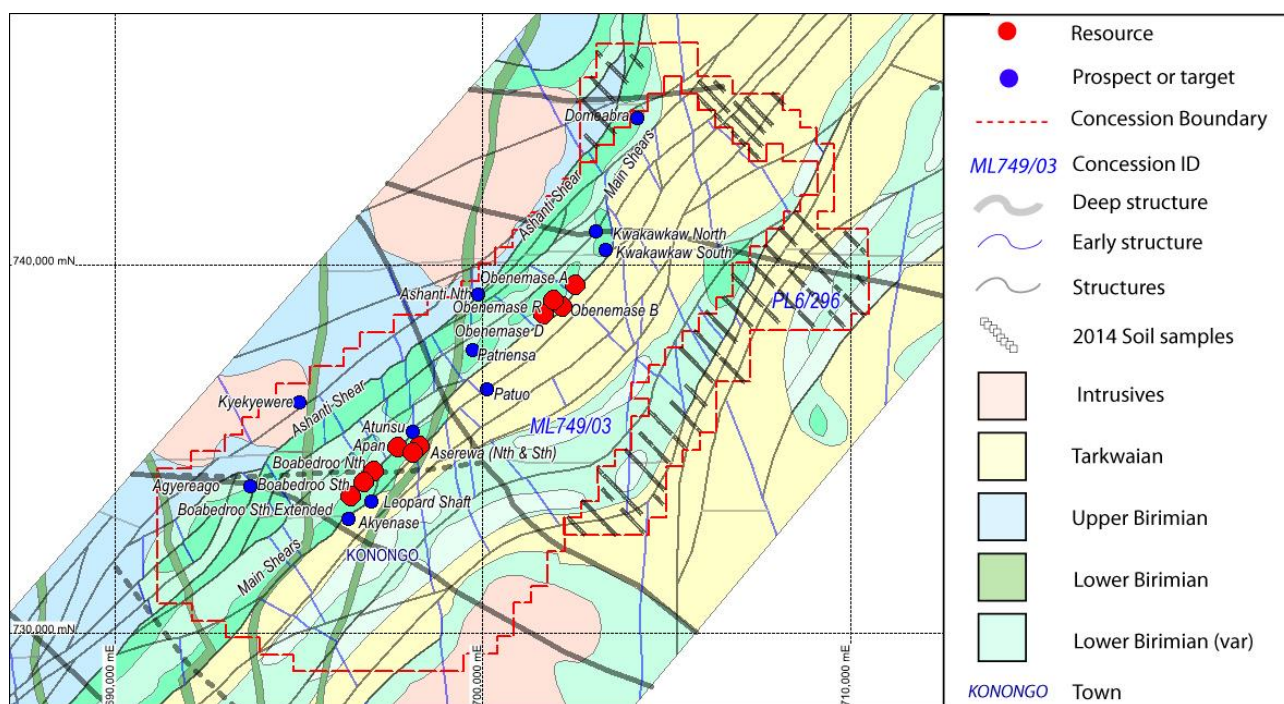 Domeabra
Main Shears
Ashanti Shear
Kwakawkaw North
Kwakawkaw South
740,000 mN
Obenemase A
Ashanti Nth
Obenemase R
Obenemase B
PL6/296
Obenemase D
Patriensa
Patuo
Kyekyewere
Ashanti-Shear
ML749/03
Atunsu
Apan
Aserewa (Nth & Sth)
Boabedroo Nth
Agyereago
Boabedroo Sth
Leopard Shaft
Boabedroo Sth Extended
Akyenase
KONONGO
Main Shears
730,000 mN
690,000 mE
700,000 mE
710,000 mE
Resource
Prospect or target
Concession Boundary
ML749/03 Concession ID
Deep structure
Early structure
Structures
2014 Soil samples
Intrusives
Tarkwaian
Upper Birimian
Lower Birimian
Lower Birimian (var)
KONONGO Town